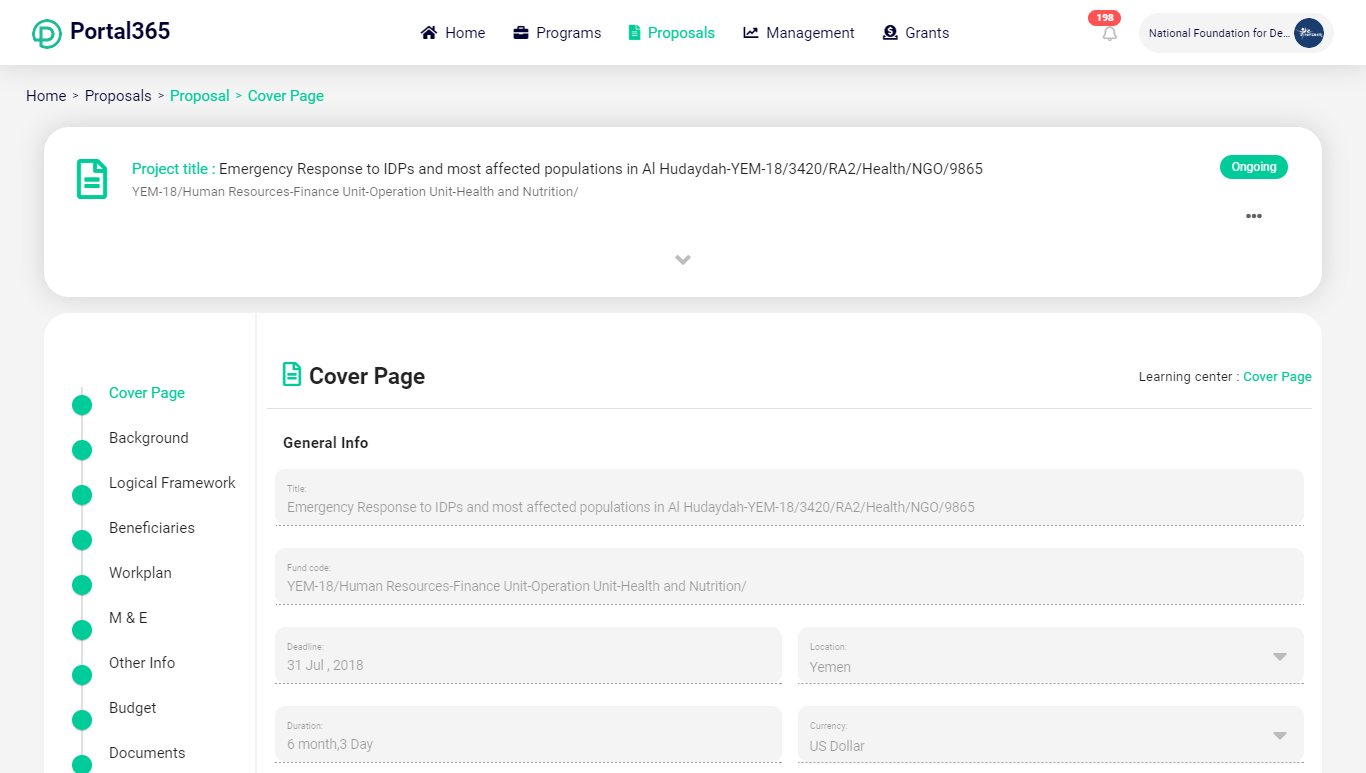 Portal365
Home
Programs
Proposals
Management
Grants
198
National Foundation for De...
Home > Proposals > Proposal > Cover Page
Project title : Emergency Response to IDPs and most affected populations in Al Hudaydah-YEM-18/3420/RA2/Health/NGO/9865
Ongoing
YEM-18/Human Resources-Finance Unit-Operation Unit-Health and Nutrition/
Cover Page
Background
Logical Framework
Beneficiaries
Workplan
M & E
Other Info
Budget
Documents
Cover Page
Learning center : Cover Page
General Info
Title:
Emergency Response to IDPs and most affected populations in Al Hudaydah-YEM-18/3420/RA2/Health/NGO/9865
Fund code:
YEM-18/Human Resources-Finance Unit-Operation Unit-Health and Nutrition/
Deadline:
31 Jul , 2018
Location:
Yemen
Duration:
6 month,3 Day
Currency:
US Dollar